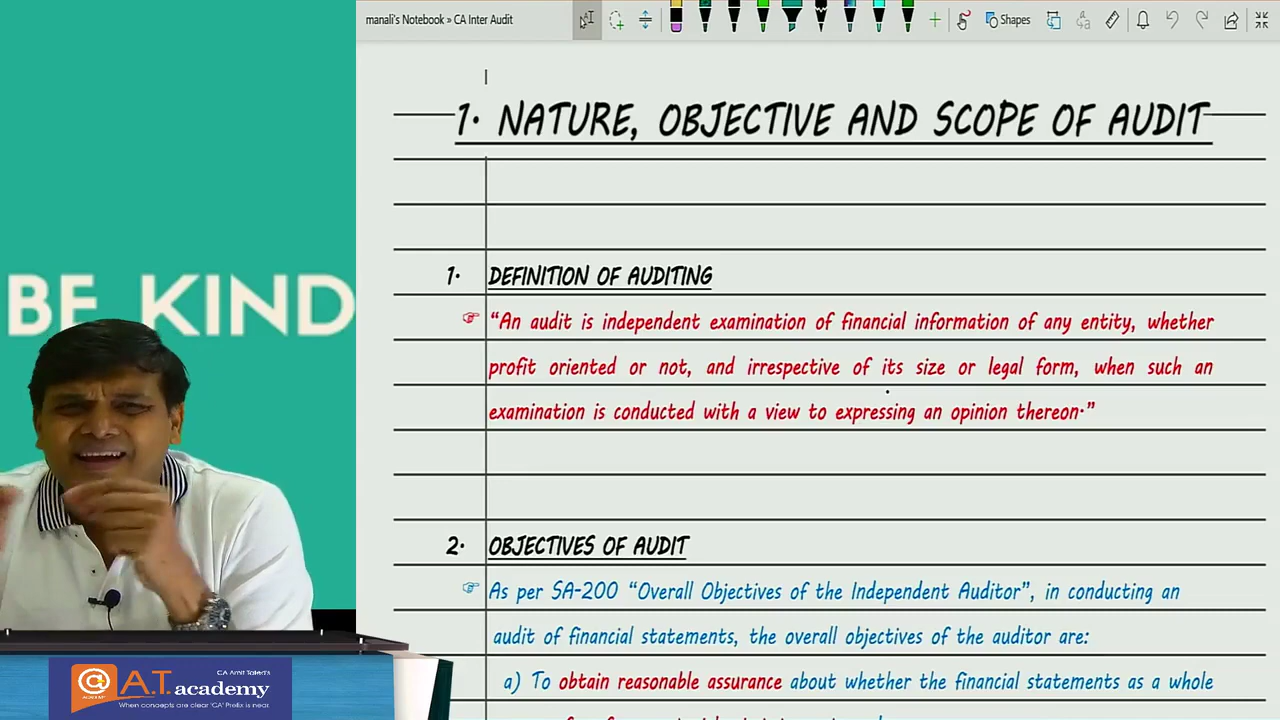 manali's Notebook » CA Inter Audit
Shapes
1. NATURE, OBJECTIVE AND SCOPE OF AUDIT
BE KIND
1. DEFINITION OF AUDITING
☞ “An audit is independent examination of financial information of any entity, whether
profit oriented or not, and irrespective of its size or legal form, when such an
examination is conducted with a view to expressing an opinion thereon.”
2. OBJECTIVES OF AUDIT
☞ As per SA-200 “Overall Objectives of the Independent Auditor”, in conducting an
audit of financial statements, the overall objectives of the auditor are:
a) To obtain reasonable assurance about whether the financial statements as a whole
CA Amit Talda's
@A.T. academy
When concepts are clear 'CA' Prefix is near.